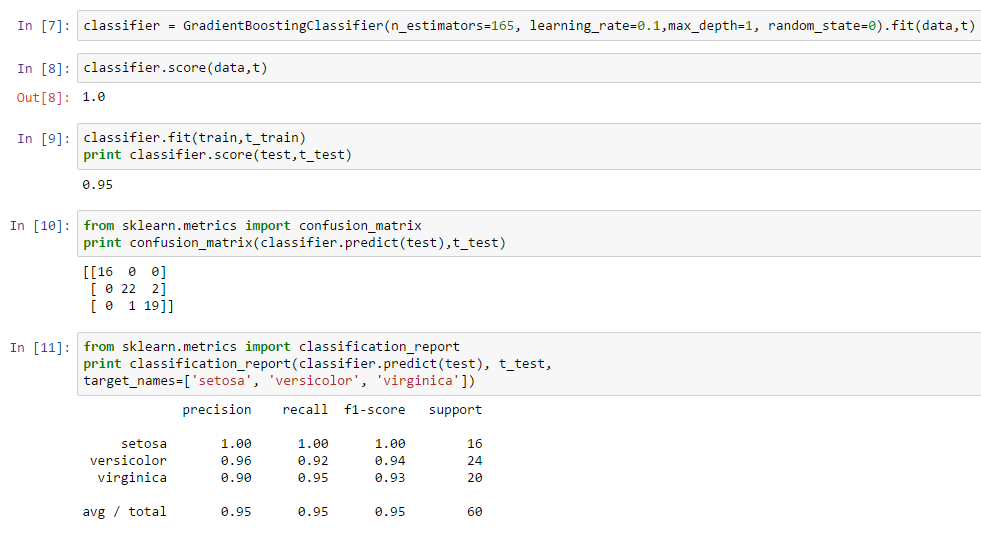 In [7]: classifier = GradientBoostingClassifier(n_estimators=165, learning_rate=0.1,max_depth=1, random_state=0).fit(data,t)
In [8]: classifier.score(data,t)
Out[8]: 1.0
In [9]: classifier.fit(train,t_train)
print classifier.score(test,t_test)
0.95
In [10]: from sklearn.metrics import confusion_matrix
print confusion_matrix(classifier.predict(test),t_test)
[[16  0  0]
 [ 0 22  2]
 [ 0  1 19]]
In [11]: from sklearn.metrics import classification_report
print classification_report(classifier.predict(test), t_test,
target_names=['setosa', 'versicolor', 'virginica'])
precision recall f1-score support
setosa 1.00 1.00 1.00 16
versicolor 0.96 0.92 0.94 24
virginica 0.90 0.95 0.93 20
avg / total 0.95 0.95 0.95 60